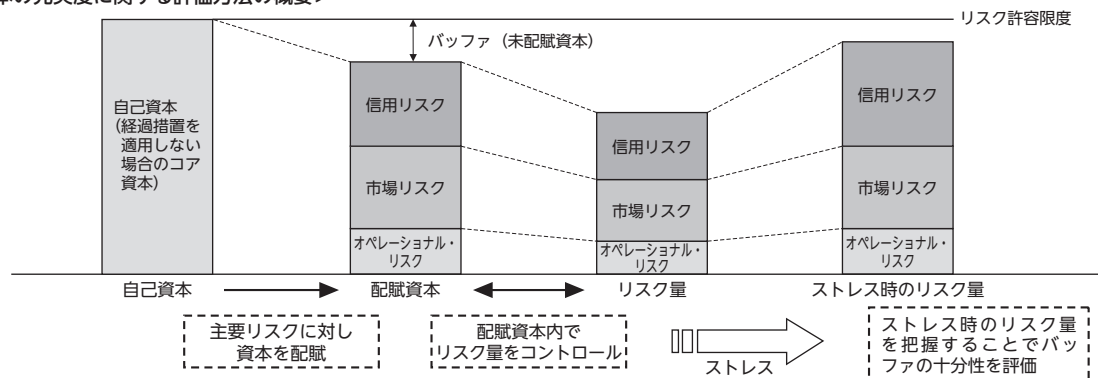 リスク許容限度
バッファ（未配賦資本）
自己資本
（経過措置を
適用しない
場合のコア
資本）
信用リスク
市場リスク
オペレーショナル・
リスク
信用リスク
市場リスク
オペレーショナル・
リスク
信用リスク
市場リスク
オペレーショナル・
リスク
自己資本
配賦資本
リスク量
ストレス時のリスク量
主要リスクに対し
資本を配賦
配賦資本内で
リスク量をコントロール
ストレス
ストレス時のリスク量
を把握することでバッ
ファの十分性を評価